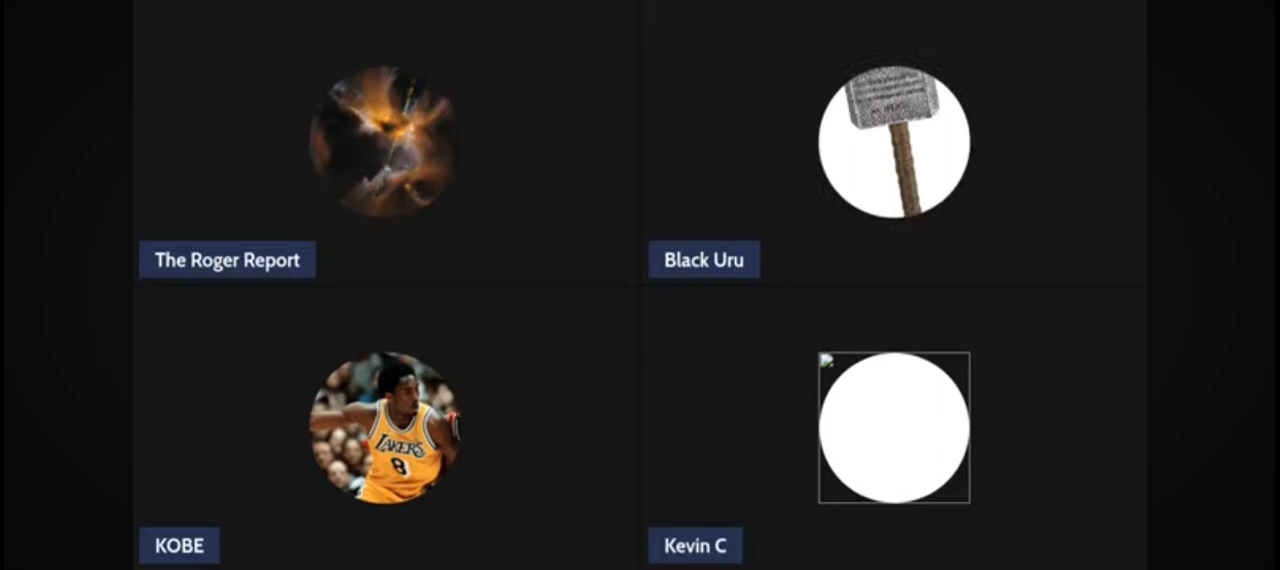 The Roger Report
Black Uru
LAKERS
8
KOBE
Kevin C